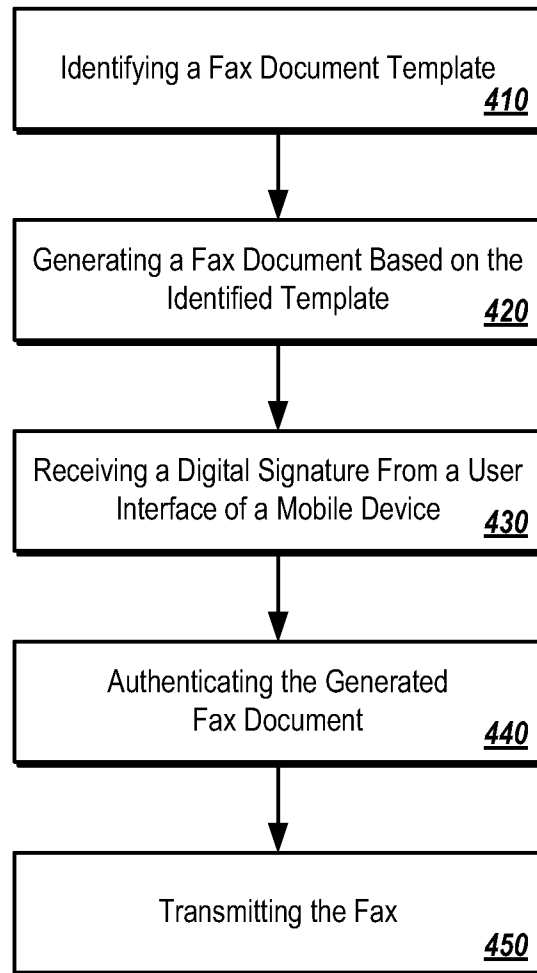 Identifying a Fax Document Template
410
Generating a Fax Document Based on the
Identified Template
420
Receiving a Digital Signature From a User
Interface of a Mobile Device
430
Authenticating the Generated
Fax Document
440
Transmitting the Fax
450